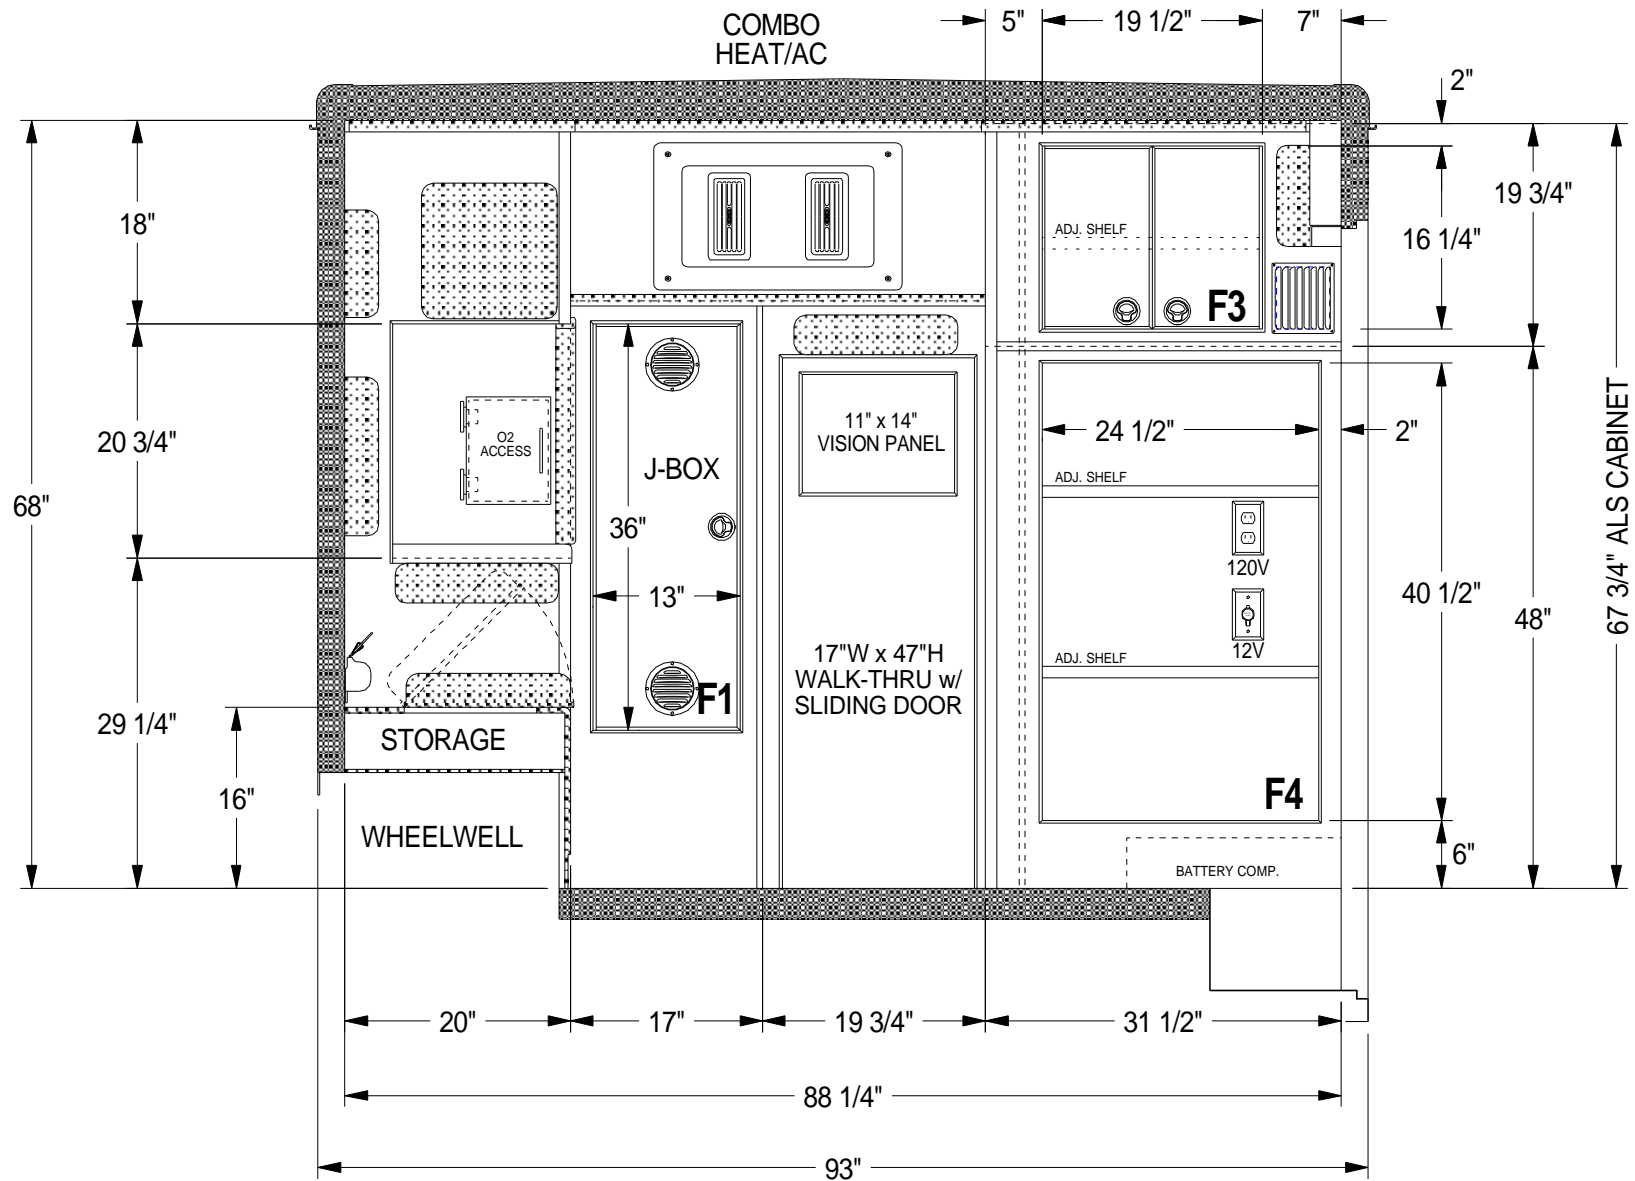 COMBO
HEAT/AC
5"
19 1/2"
7"
2"
18"
19 3/4"
16 1/4"
ADJ. SHELF
F3
20 3/4"
O2
ACCESS
J-BOX
11" x 14"
VISION PANEL
24 1/2"
2"
ADJ. SHELF
68"
36"
120V
13"
12V
40 1/2"
48"
67 3/4" ALS CABINET
ADJ. SHELF
17"W x 47"H
WALK-THRU w/
SLIDING DOOR
F1
29 1/4"
STORAGE
16"
F4
WHEELWELL
6"
BATTERY COMP.
20"
17"
19 3/4"
31 1/2"
88 1/4"
93"